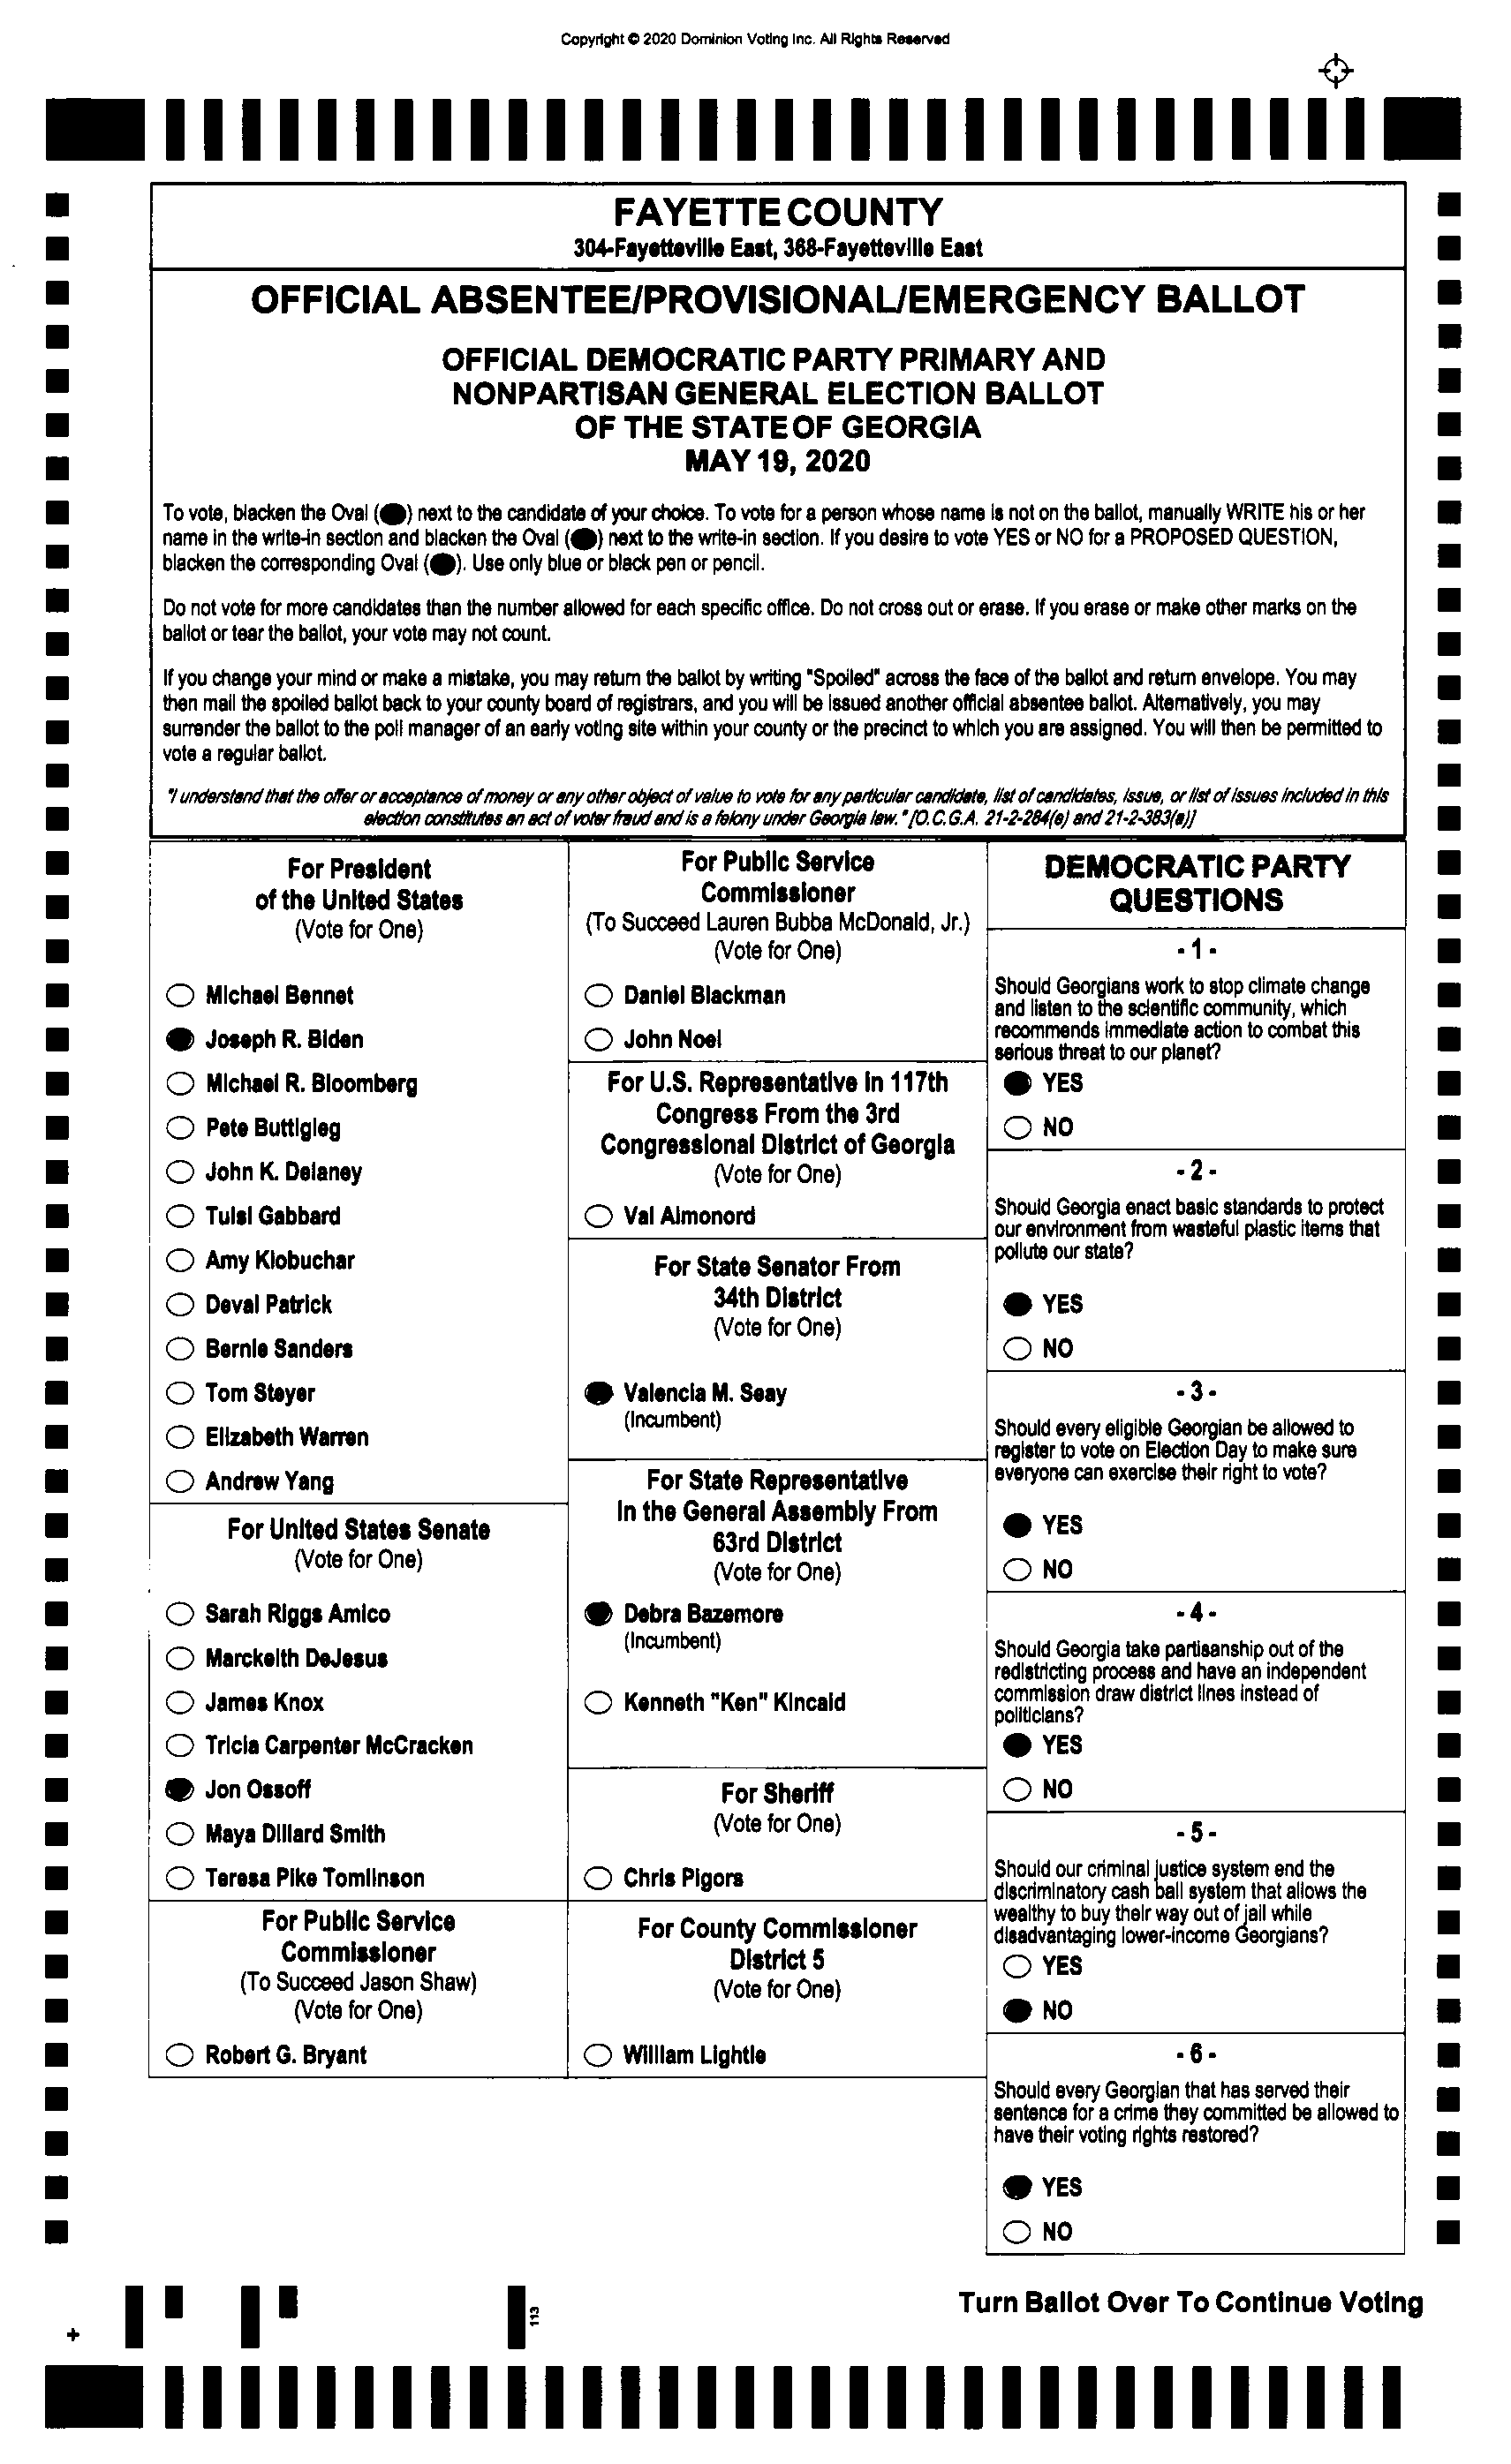 Copyright © 2020 Dominion Voting Inc. All Rights Reserved
FAYETTE COUNTY
304-Fayetteville East, 368-Fayetteville East
OFFICIAL ABSENTEE/PROVISIONAL/EMERGENCY BALLOT
OFFICIAL DEMOCRATIC PARTY PRIMARY AND
NONPARTISAN GENERAL ELECTION BALLOT
OF THE STATE OF GEORGIA
MAY 19, 2020
To vote, blacken the Oval ( ) next to the candidate of your choice. To vote for a person whose name is not on the ballot, manually WRITE his or her
name in the write-in section and blacken the Oval ( ) next to the write-in section. If you desire to vote YES or NO for a PROPOSED QUESTION,
blacken the corresponding Oval ( ). Use only blue or black pen or pencil.
Do not vote for more candidates than the number allowed for each specific office. Do not cross out or erase. If you erase or make other marks on the
ballot or tear the ballot, your vote may not count.
If you change your mind or make a mistake, you may return the ballot by writing "Spoiled" across the face of the ballot and return envelope. You may
then mail the spoiled ballot back to your county board of registrars, and you will be issued another official absentee ballot. Alternatively, you may
surrender the ballot to the poll manager of an early voting site within your county or the precinct to which you are assigned. You will then be permitted to
vote a regular ballot.
"I understand that the offer or acceptance of money or any other object of value to vote for any particular candidate, list of candidates, issue, or list of issues included in this
election constitutes an act of voter fraud and is a felony under Georgia law." [O.C.G.A. 21-2-284(e) and 21-2-383(a)]
For President
of the United States
(Vote for One)
Michael Bennet
Joseph R. Biden
Michael R. Bloomberg
Pete Buttigieg
John K. Delaney
Tulsi Gabbard
Amy Klobuchar
Deval Patrick
Bernie Sanders
Tom Steyer
Elizabeth Warren
Andrew Yang
For United States Senate
(Vote for One)
Sarah Riggs Amico
Marckeith DeJesus
James Knox
Tricia Carpenter McCracken
Jon Ossoff
Maya Dillard Smith
Teresa Pike Tomlinson
For Public Service
Commissioner
(To Succeed Jason Shaw)
(Vote for One)
Robert G. Bryant
For Public Service
Commissioner
(To Succeed Lauren Bubba McDonald, Jr.)
(Vote for One)
Daniel Blackman
John Noel
For U.S. Representative in 117th
Congress From the 3rd
Congressional District of Georgia
(Vote for One)
Val Almonord
For State Senator From
34th District
(Vote for One)
Valencia M. Seay
(Incumbent)
For State Representative
In the General Assembly From
63rd District
(Vote for One)
Debra Bazemore
(Incumbent)
Kenneth "Ken" Kincaid
For Sheriff
(Vote for One)
Chris Pigors
For County Commissioner
District 5
(Vote for One)
William Lightle
DEMOCRATIC PARTY
QUESTIONS
- 1 -
Should Georgians work to stop climate change
and listen to the scientific community, which
recommends immediate action to combat this
serious threat to our planet?
YES
NO
- 2 -
Should Georgia enact basic standards to protect
our environment from wasteful plastic items that
pollute our state?
YES
NO
- 3 -
Should every eligible Georgian be allowed to
register to vote on Election Day to make sure
everyone can exercise their right to vote?
YES
NO
- 4 -
Should Georgia take partisanship out of the
redistricting process and have an independent
commission draw district lines instead of
politicians?
YES
NO
- 5 -
Should our criminal justice system end the
discriminatory cash bail system that allows the
wealthy to buy their way out of jail while
disadvantaging lower-income Georgians?
YES
NO
- 6 -
Should every Georgian that has served their
sentence for a crime they committed be allowed to
have their voting rights restored?
YES
NO
Turn Ballot Over To Continue Voting
113